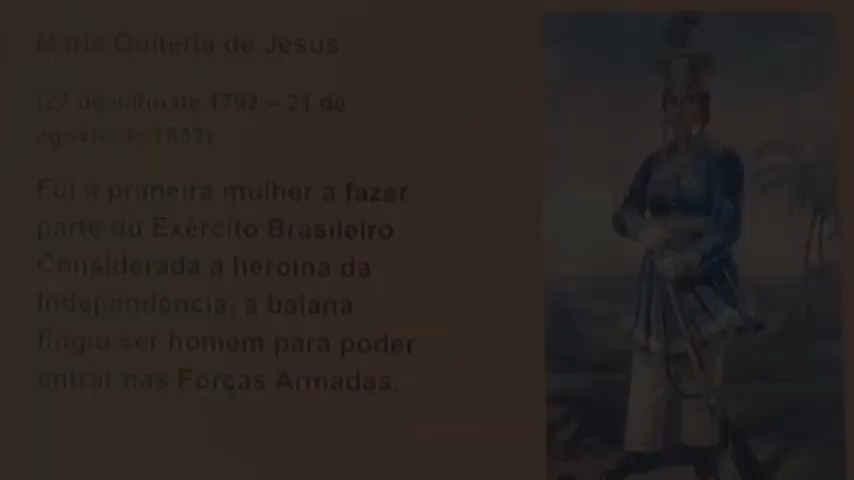 Maria Quiteria de Jesus
(27 de julho de 1792 – 21 de
agosto de 1853)
Foi a primeira mulher a fazer
parte do Exército Brasileiro
Considerada a heroína da
Independência, a baiana
fingiu ser homem para poder
entrar nas Forças Armadas.